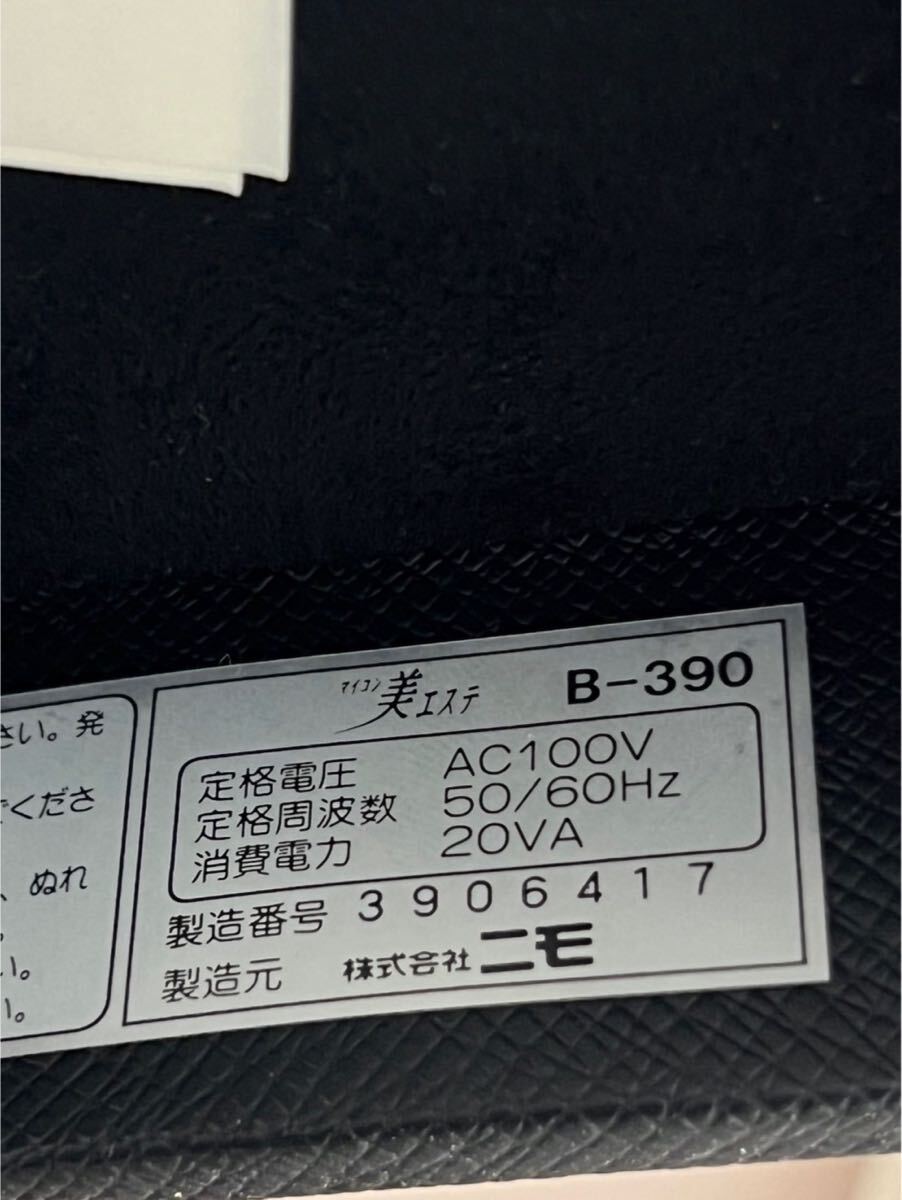 さい。発
でくださ
、ぬれ
。
い。
い。
マイコン 美エステ B-390
定格電圧 AC100V
定格周波数 50/60Hz
消費電力 20VA
製造番号 3906417
製造元 株式会社ニモ